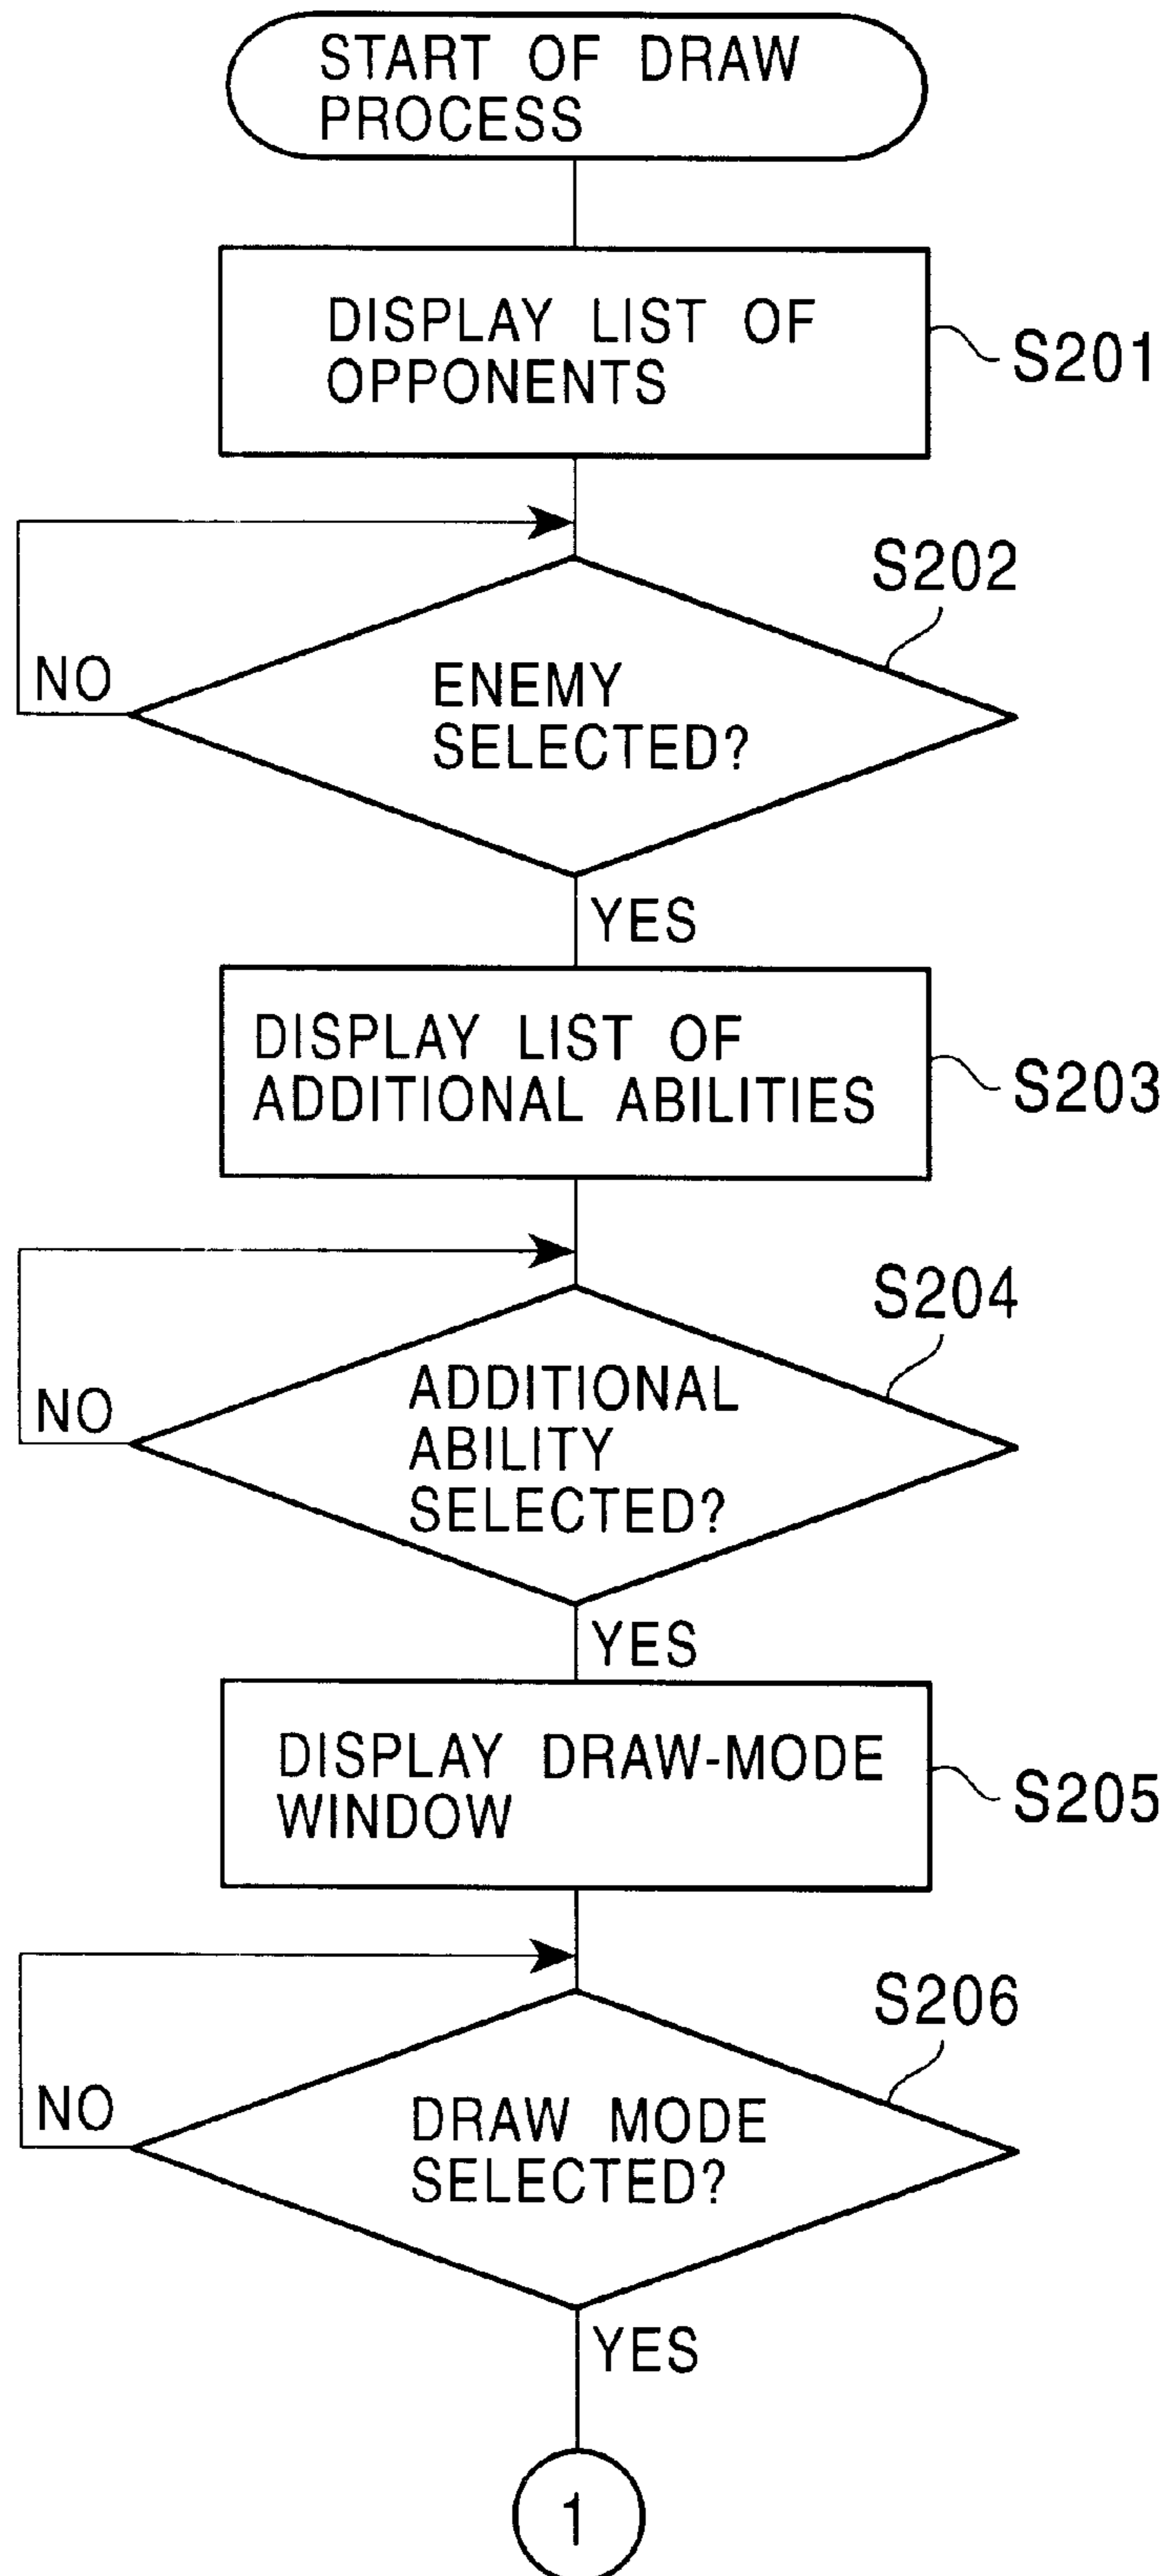 START OF DRAW
PROCESS
DISPLAY LIST OF
OPPONENTS
S201
S202
ENEMY
SELECTED?
NO
YES
DISPLAY LIST OF
ADDITIONAL ABILITIES
S203
S204
ADDITIONAL
ABILITY
SELECTED?
NO
YES
DISPLAY DRAW-MODE
WINDOW
S205
S206
DRAW MODE
SELECTED?
NO
YES
1